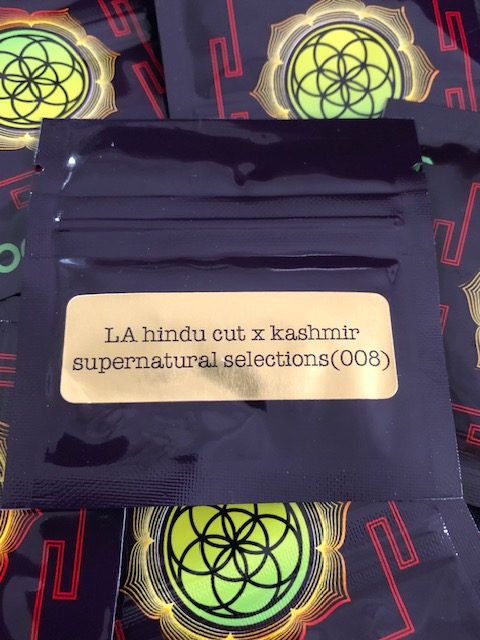 LA hindu cut x kashmir
supernatural selections(008)